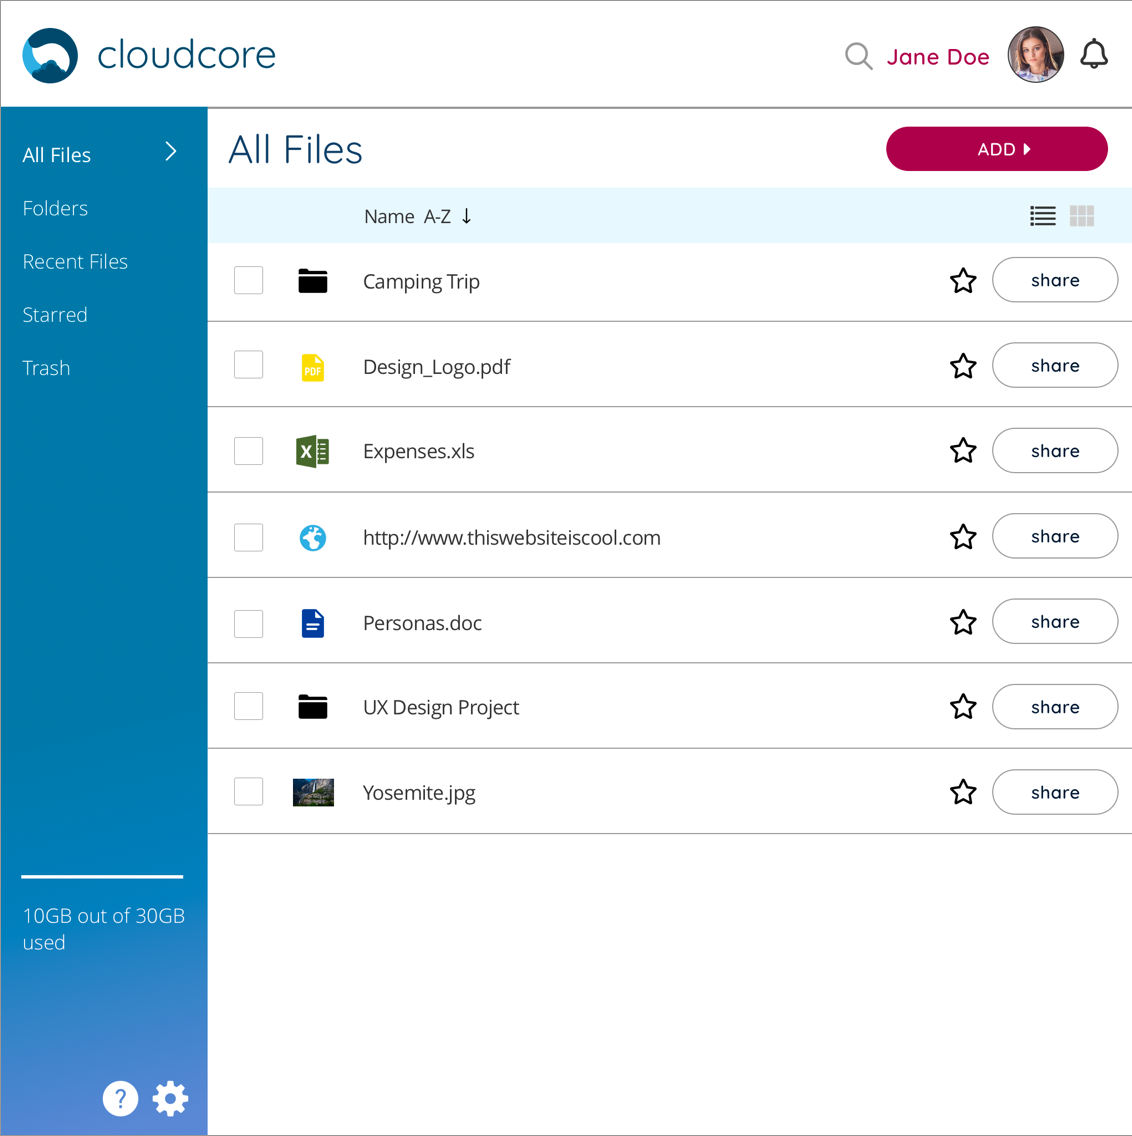 cloudcore
Jane Doe
All Files
Folders
Recent Files
Starred
Trash
10GB out of 30GB
used
?
All Files
ADD
Name A-Z ↓
Camping Trip share
PDF Design_Logo.pdf share
X Expenses.xls share
http://www.thiswebsiteiscool.com share
Personas.doc share
UX Design Project share
Yosemite.jpg share